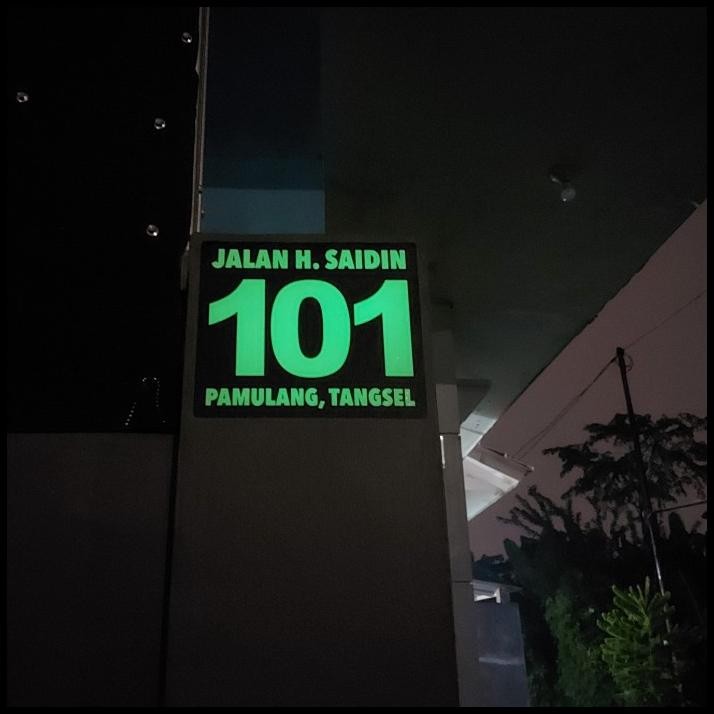 JALAN H. SAIDIN
101
PAMULANG, TANGSEL